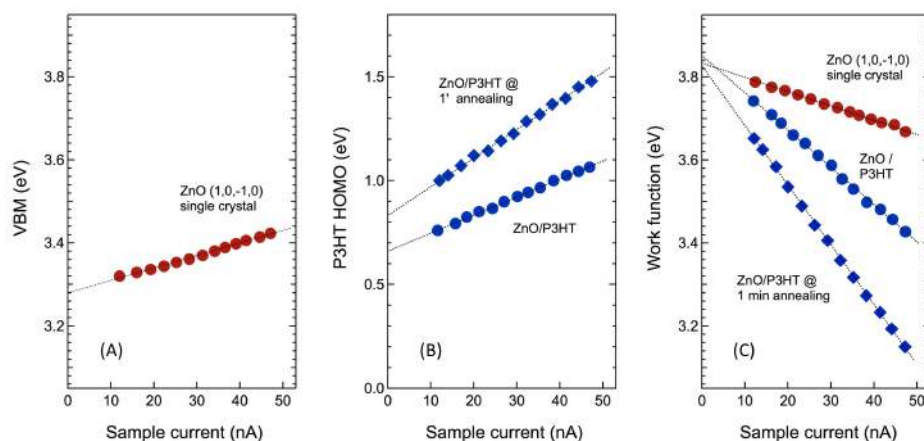 VBM (eV)
3.8
3.6
3.4
3.2
ZnO (1,0,-1,0)
single crystal
(A)
0
10
20
30
40
50
Sample current (nA)
P3HT HOMO (eV)
1.5
1.0
0.5
0.0
ZnO/P3HT @
1' annealing
ZnO/P3HT
(B)
0
10
20
30
40
50
Sample current (nA)
Work function (eV)
3.8
3.6
3.4
3.2
ZnO (1,0,-1,0)
single crystal
ZnO /
P3HT
ZnO/P3HT @
1 min annealing
(C)
0
10
20
30
40
50
Sample current (nA)